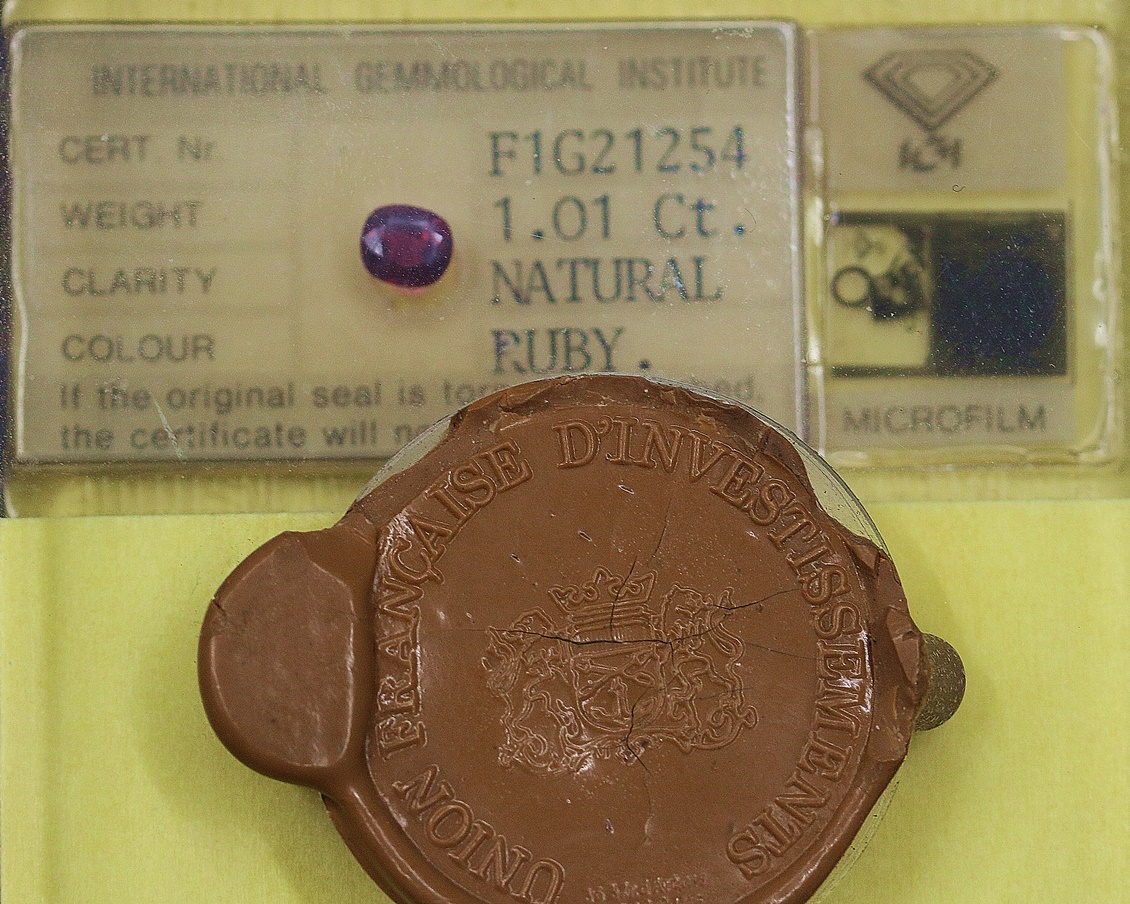 INTERNATIONAL GEMMOLOGICAL INSTITUTE
CERT. Nr. F1G21254
WEIGHT 1.01 Ct.
CLARITY NATURAL
COLOUR RUBY.
If the original seal is
the certificate will
IGI
MICROFILM
UNION FRANÇAISE D'INVESTISSEMENTS